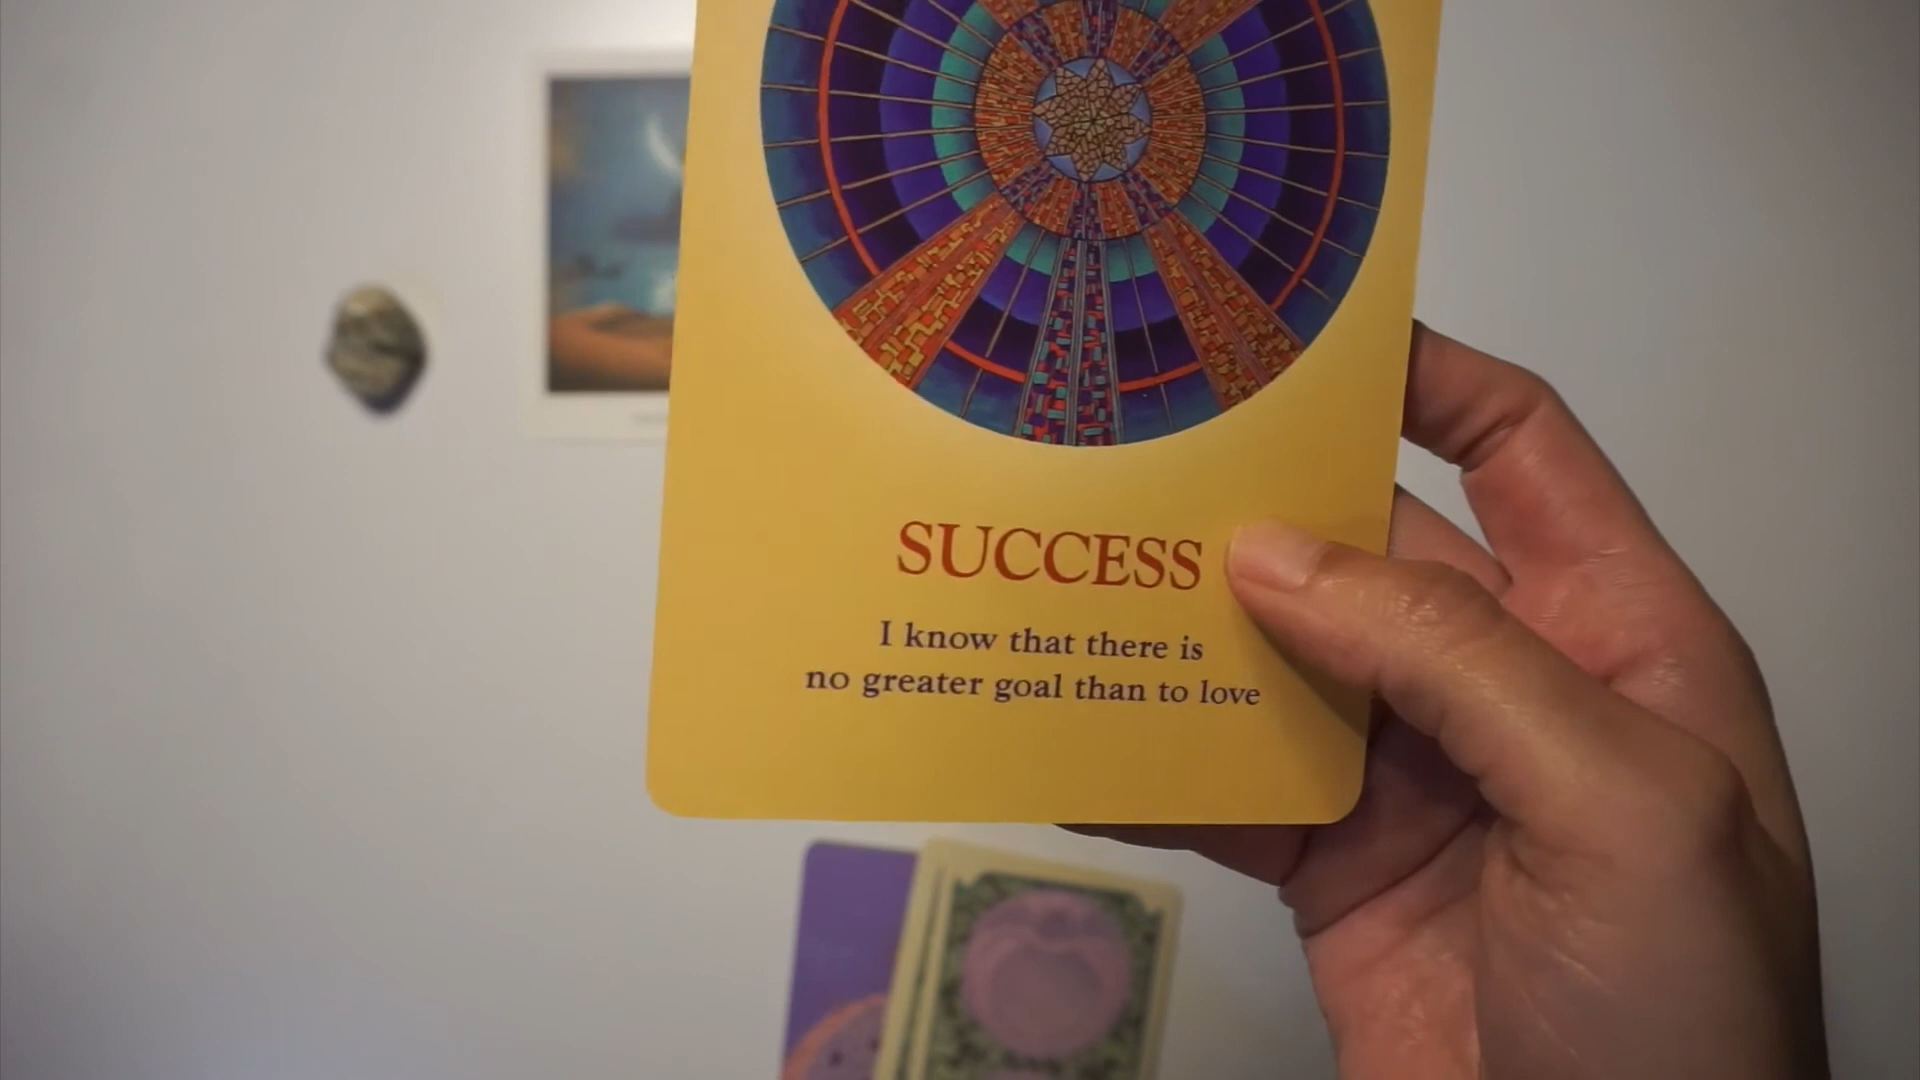 SUCCESS
I know that there is
no greater goal than to love